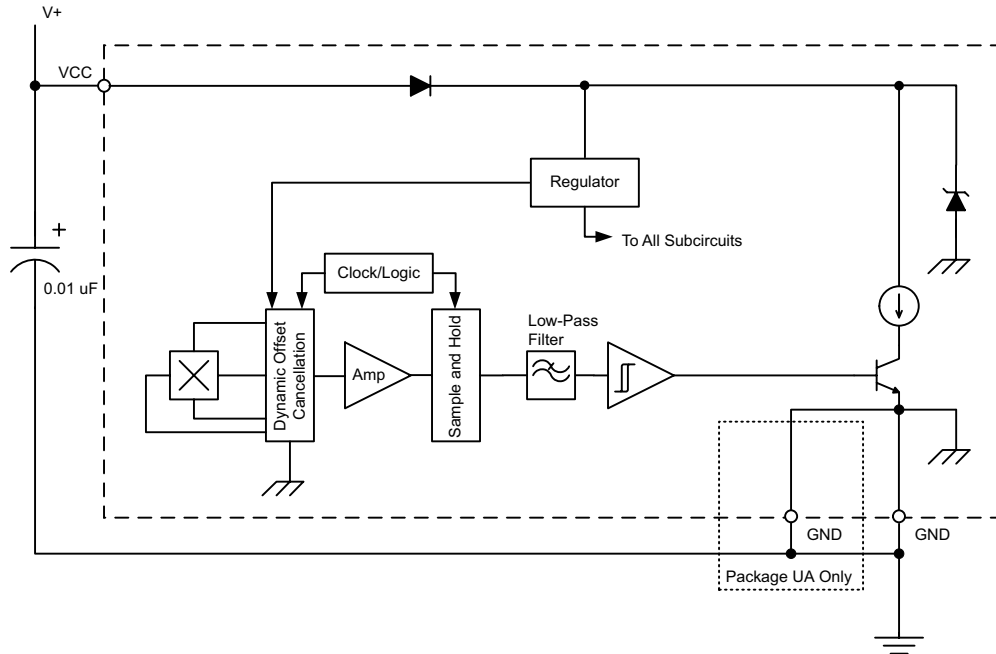 V+
VCC
Regulator
To All Subcircuits
Clock/Logic
0.01 uF
+
Low-Pass
Filter
Dynamic Offset
Cancellation
Amp
Sample and Hold
GND
GND
Package UA Only